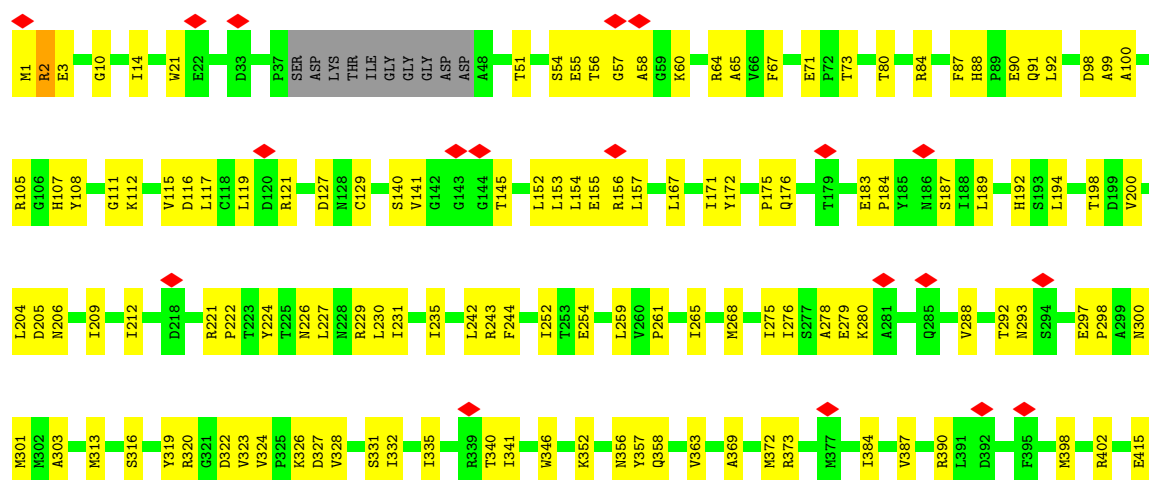 M1 R2 E3 G10 I14 W21 E22 D33 P37 SER ASP LYS THR ILE GLY GLY GLY ASP ASP A48 T51 S54 E55 T56 G57 A58 G59 K60 R64 A65 V66 F67 E71 P72 T73 T80 R84 F87 H88 P89 E90 Q91 L92 D98 A99 A100
R105 G106 H107 Y108 G111 K112 V115 D116 L117 C118 L119 D120 R121 D127 N128 C129 S140 V141 G142 G143 G144 T145 L152 L153 L154 E155 R156 L157 L167 I171 Y172 P175 Q176 T179 E183 P184 Y185 N186 S187 I188 L189 H192 S193 L194 T198 D199 V200
L204 D205 N206 I209 I212 D218 R221 P222 T223 Y224 T225 N226 L227 N228 R229 L230 I231 I235 L242 R243 F244 I252 T253 E254 L259 V260 P261 I265 M268 I275 I276 S277 A278 E279 K280 A281 Q285 V288 T292 N293 S294 E297 P298 A299 N300
M301 M302 A303 M313 S316 Y319 R320 G321 D322 V323 V324 P325 K326 D327 V328 S331 I332 I335 R339 T340 I341 W346 K352 N356 Y357 Q358 V363 A369 M372 R373 M377 I384 V387 R390 L391 D392 F395 M398 R402 E415